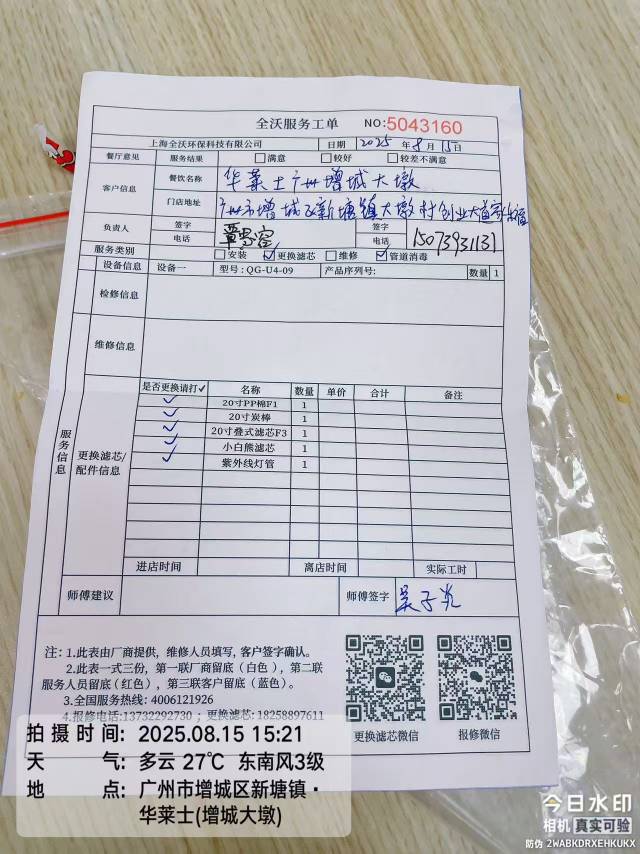 全沃服务工单 NO:5043160
上海全沃环保科技有限公司 日期 2025 年 8 月 15 日
餐厅意见 服务结果 满意 较好 较差不满意
客户信息 餐饮名称 华莱士广州增城大墩
门店地址 广州市增城区新塘镇大墩村创业大道
负责人 签字 签字
电话 电话 15073931131
服务类别 安装 ✓更换滤芯 维修 ✓管道消毒
设备信息 设备一 型号:QG-U4-09 产品序列号: 数量 1
检修信息
维修信息
服务信息
更换滤芯/配件信息
是否更换请打✓ 名称 数量 单价 合计 备注
✓ 20寸PP棉F1 1
✓ 20寸炭棒 1
✓ 20寸叠式滤芯F3 1
✓ 小白熊滤芯 1
✓ 紫外线灯管 1
进店时间 离店时间 实际工时
师傅建议 师傅签字
注：1.此表由厂商提供，维修人员填写，客户签字确认。
2.此表一式三份，第一联厂商留底（白色），第二联
服务人员留底(红色)，第三联客户留底（蓝色）。
3.全国服务热线: 4006121926
4.报修电话:13732292730 ; 更换滤芯: 18258897611
更换滤芯微信 报修微信
拍摄时间: 2025.08.15 15:21
天 气: 多云 27℃ 东南风3级
地 点: 广州市增城区新塘镇·
华莱士(增城大墩)
今日水印
相机 真实可验
防伪 2WABKDRXEHKUKX